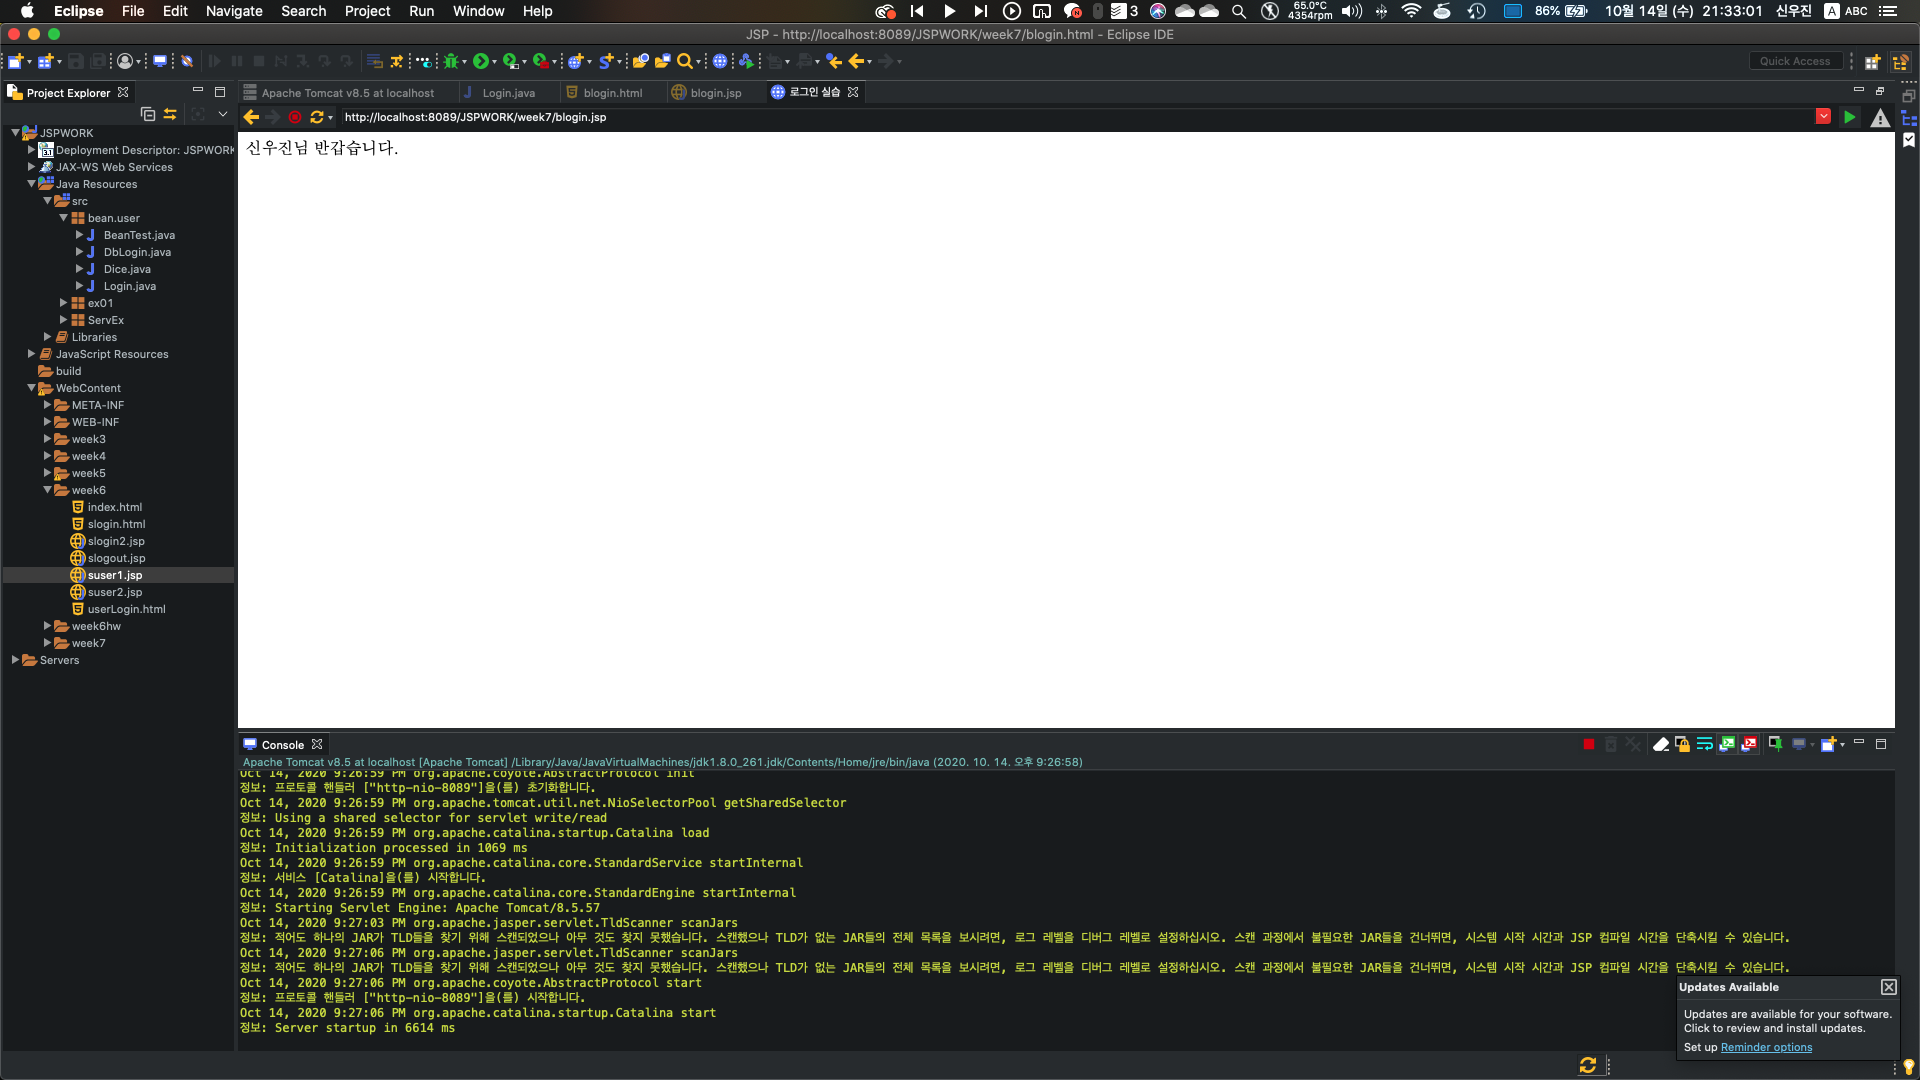 Eclipse File Edit Navigate Search Project Run Window Help 3 65.0°C 4354rpm 86% 10월 14일 (수) 21:33:01 신우진 A ABC
JSP - http://localhost:8089/JSPWORK/week7/blogin.html - Eclipse IDE
Quick Access
Project Explorer
Apache Tomcat v8.5 at localhost Login.java blogin.html blogin.jsp 로그인 실습
http://localhost:8089/JSPWORK/week7/blogin.jsp
JSPWORK
Deployment Descriptor: JSPWORK
JAX-WS Web Services
Java Resources
src
bean.user
BeanTest.java
DbLogin.java
Dice.java
Login.java
ex01
ServEx
Libraries
JavaScript Resources
build
WebContent
META-INF
WEB-INF
week3
week4
week5
week6
index.html
slogin.html
slogin2.jsp
slogout.jsp
suser1.jsp
suser2.jsp
userLogin.html
week6hw
week7
Servers
신우진님 반갑습니다.
Console
Apache Tomcat v8.5 at localhost [Apache Tomcat] /Library/Java/JavaVirtualMachines/jdk1.8.0_261.jdk/Contents/Home/jre/bin/java (2020. 10. 14. 오후 9:26:58)
Oct 14, 2020 9:26:59 PM org.apache.coyote.AbstractProtocol init
정보: 프로토콜 핸들러 ["http-nio-8089"]을(를) 초기화합니다.
Oct 14, 2020 9:26:59 PM org.apache.tomcat.util.net.NioSelectorPool getSharedSelector
정보: Using a shared selector for servlet write/read
Oct 14, 2020 9:26:59 PM org.apache.catalina.startup.Catalina load
정보: Initialization processed in 1069 ms
Oct 14, 2020 9:26:59 PM org.apache.catalina.core.StandardService startInternal
정보: 서비스 [Catalina]을(를) 시작합니다.
Oct 14, 2020 9:26:59 PM org.apache.catalina.core.StandardEngine startInternal
정보: Starting Servlet Engine: Apache Tomcat/8.5.57
Oct 14, 2020 9:27:03 PM org.apache.jasper.servlet.TldScanner scanJars
정보: 적어도 하나의 JAR가 TLD들을 찾기 위해 스캔되었으나 아무 것도 찾지 못했습니다. 스캔했으나 TLD가 없는 JAR들의 전체 목록을 보시려면, 로그 레벨을 디버그 레벨로 설정하십시오. 스캔 과정에서 불필요한 JAR들을 건너뛰면, 시스템 시작 시간과 JSP 컴파일 시간을 단축시킬 수 있습니다.
Oct 14, 2020 9:27:06 PM org.apache.jasper.servlet.TldScanner scanJars
정보: 적어도 하나의 JAR가 TLD들을 찾기 위해 스캔되었으나 아무 것도 찾지 못했습니다. 스캔했으나 TLD가 없는 JAR들의 전체 목록을 보시려면, 로그 레벨을 디버그 레벨로 설정하십시오. 스캔 과정에서 불필요한 JAR들을 건너뛰면, 시스템 시작 시간과 JSP 컴파일 시간을 단축시킬 수 있습니다.
Oct 14, 2020 9:27:06 PM org.apache.coyote.AbstractProtocol start
정보: 프로토콜 핸들러 ["http-nio-8089"]을(를) 시작합니다.
Oct 14, 2020 9:27:06 PM org.apache.catalina.startup.Catalina start
정보: Server startup in 6614 ms
Updates Available
Updates are available for your software.
Click to review and install updates.
Set up Reminder options